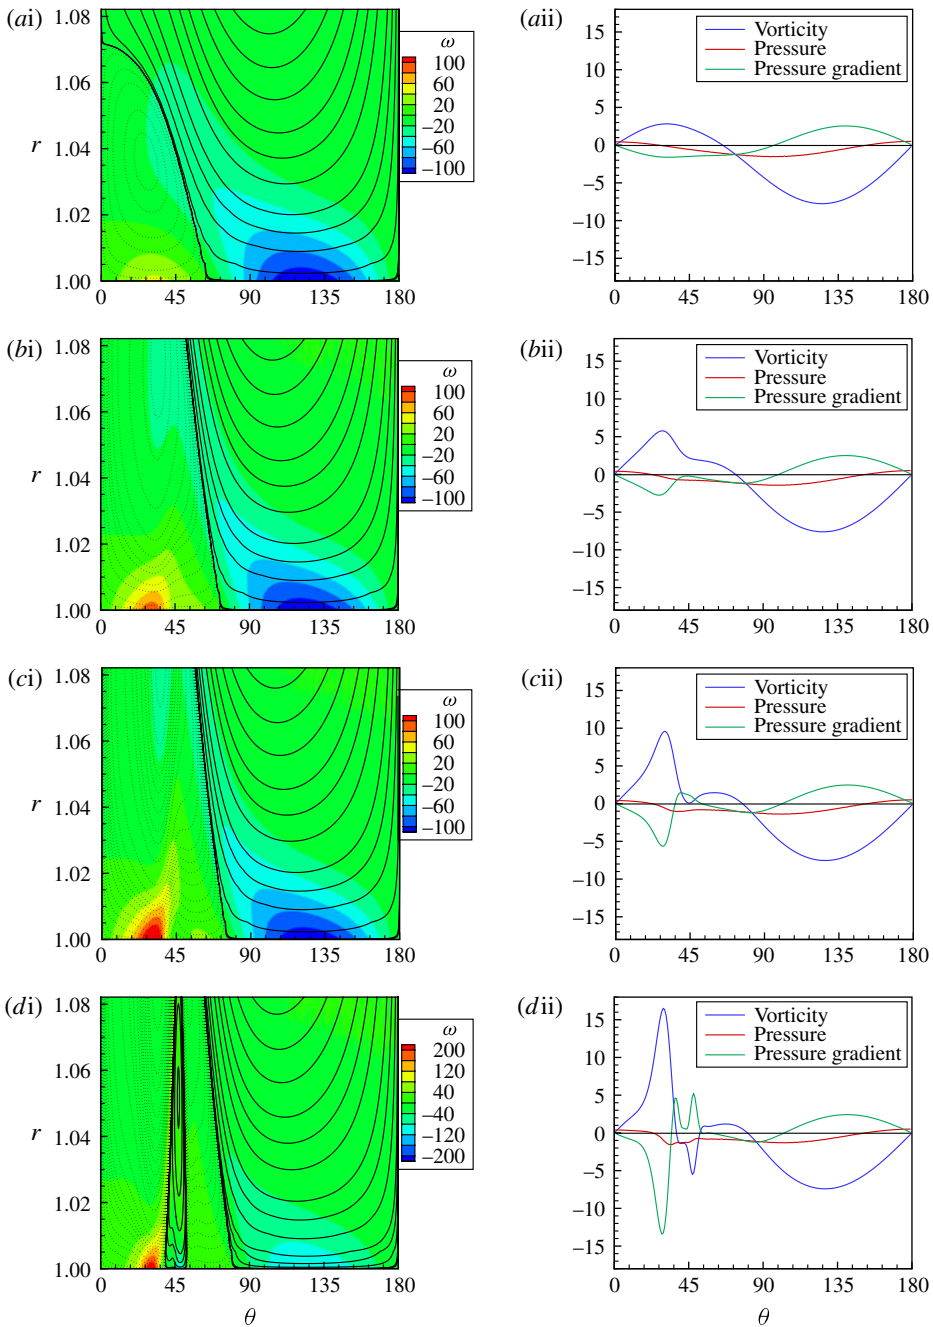 (ai)
ω
100
60
20
−20
−60
−100
1.08
1.06
r 1.04
1.02
1.00
0 45 90 135 180
(aii)
Vorticity
Pressure
Pressure gradient
15
10
5
0
−5
−10
−15
0 45 90 135 180
(bi)
ω
100
60
20
−20
−60
−100
1.08
1.06
r 1.04
1.02
1.00
0 45 90 135 180
(bii)
Vorticity
Pressure
Pressure gradient
15
10
5
0
−5
−10
−15
0 45 90 135 180
(ci)
ω
100
60
20
−20
−60
−100
1.08
1.06
r 1.04
1.02
1.00
0 45 90 135 180
(cii)
Vorticity
Pressure
Pressure gradient
15
10
5
0
−5
−10
−15
0 45 90 135 180
(di)
ω
200
120
40
−40
−120
−200
1.08
1.06
r 1.04
1.02
1.00
0 45 90 135 180
θ
(dii)
Vorticity
Pressure
Pressure gradient
15
10
5
0
−5
−10
−15
0 45 90 135 180
θ